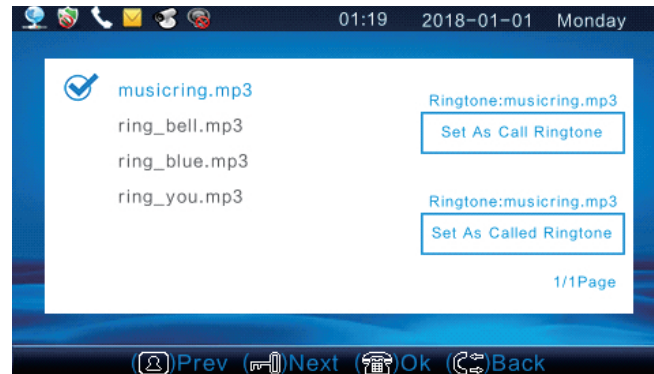 01:19 2018-01-01 Monday
musicring.mp3
ring_bell.mp3
ring_blue.mp3
ring_you.mp3
Ringtone:musicring.mp3
Set As Call Ringtone
Ringtone:musicring.mp3
Set As Called Ringtone
1/1Page
()Prev ()Next ()Ok ()Back